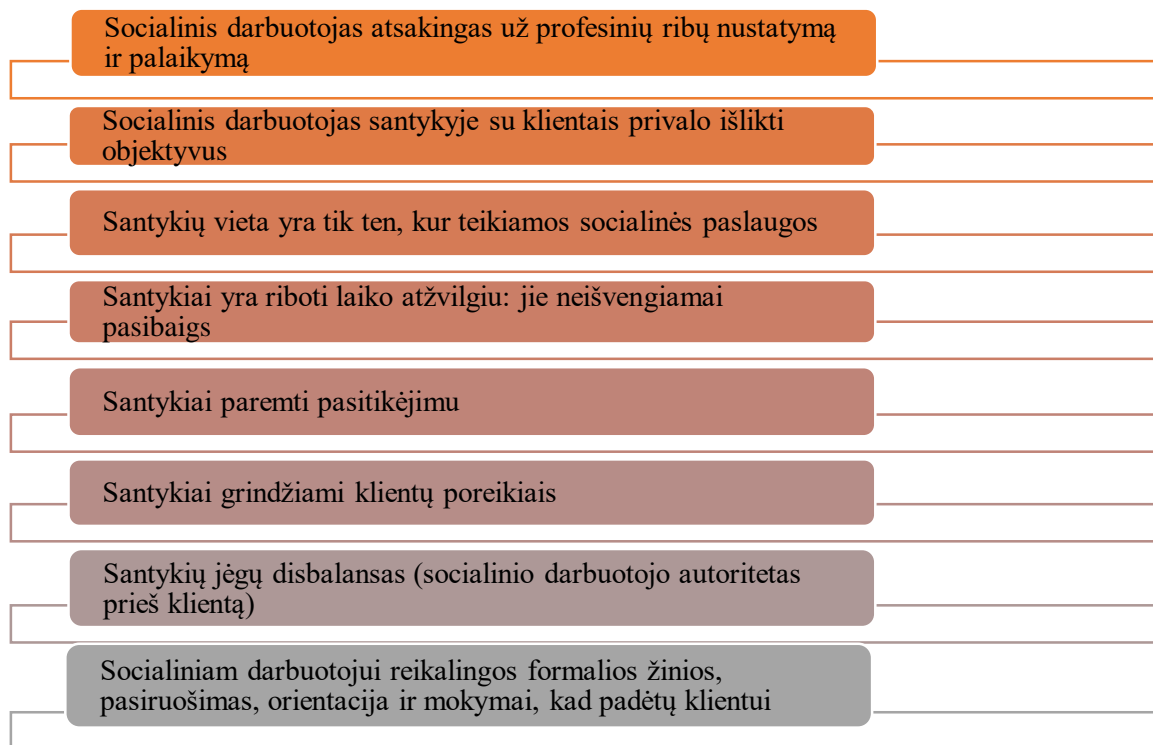 Socialinis darbuotojas atsakingas už profesinių ribų nustatymą
ir palaikymą
Socialinis darbuotojas santykyje su klientais privalo išlikti
objektyvus
Santykių vieta yra tik ten, kur teikiamos socialinės paslaugos
Santykiai yra riboti laiko atžvilgiu: jie neišvengiamai
pasibaigs
Santykiai paremti pasitikėjimu
Santykiai grindžiami klientų poreikiais
Santykių jėgų disbalansas (socialinio darbuotojo autoritetas
prieš klientą)
Socialiniam darbuotojui reikalingos formalios žinios,
pasiruošimas, orientacija ir mokymai, kad padėtų klientui